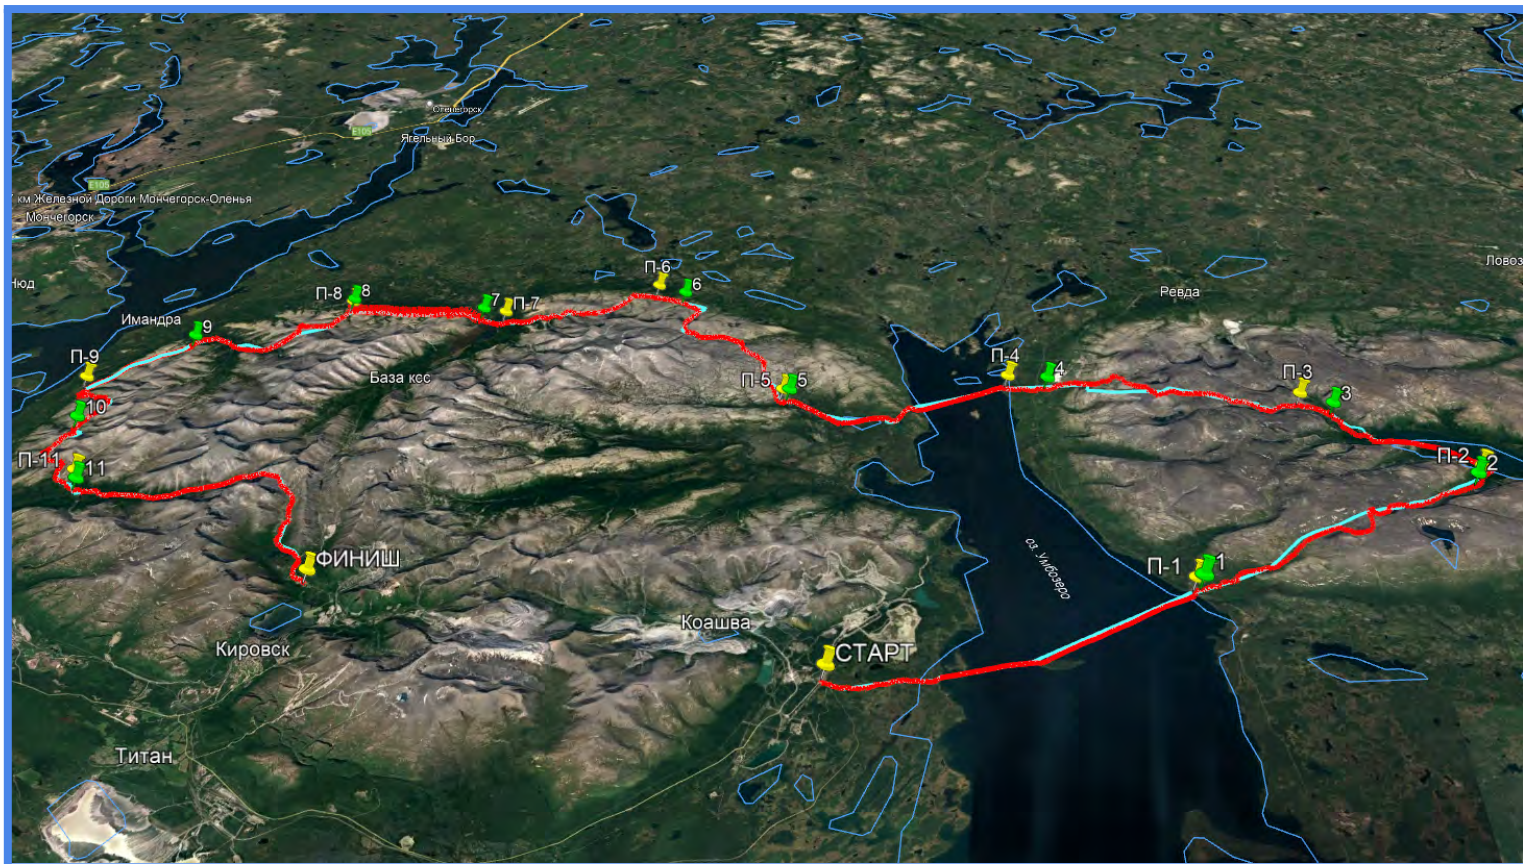 Оленегорск
E105
Ягельный Бор
E105
км Железной Дороги Мончегорск-Оленья
Мончегорск
Нюд
Ловоз
П-6
6
Ревда
П-8
8
7
П-7
Имандра
9
П-9
База ксс
П-5
5
П-4
4
П-3
3
10
П-11
11
П-2
2
оз. Умбозеро
П-1
1
ФИНИШ
Коашва
Кировск
СТАРТ
Титан